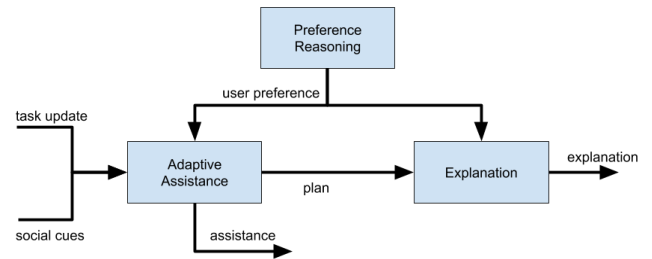 Preference
Reasoning
user preference
task update
Adaptive
Assistance
plan
Explanation
explanation
social cues
assistance